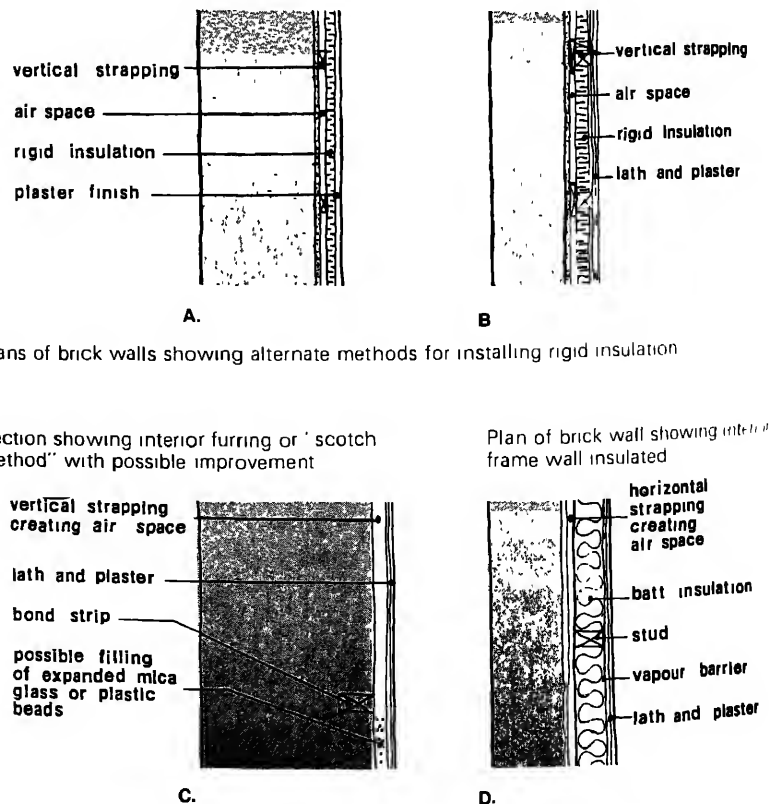 vertical strapping
air space
rigid insulation
plaster finish
A.
vertical strapping
air space
rigid insulation
lath and plaster
B
ans of brick walls showing alternate methods for installing rigid insulation
ection showing interior furring or ' scotch
ethod" with possible improvement
vertical strapping
creating air space
lath and plaster
bond strip
possible filling
of expanded mica
glass or plastic
beads
C.
Plan of brick wall showing
frame wall insulated
horizontal
strapping
creating
air space
batt insulation
stud
vapour barrier
lath and plaster
D.